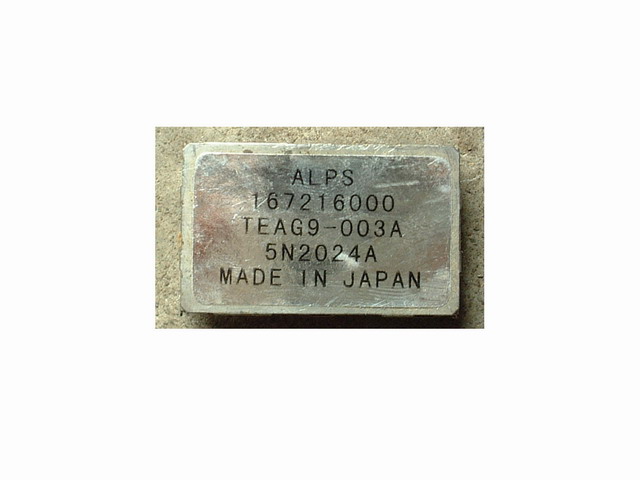 ALPS
167216000
TEAG9-003A
5N2024A
MADE IN JAPAN